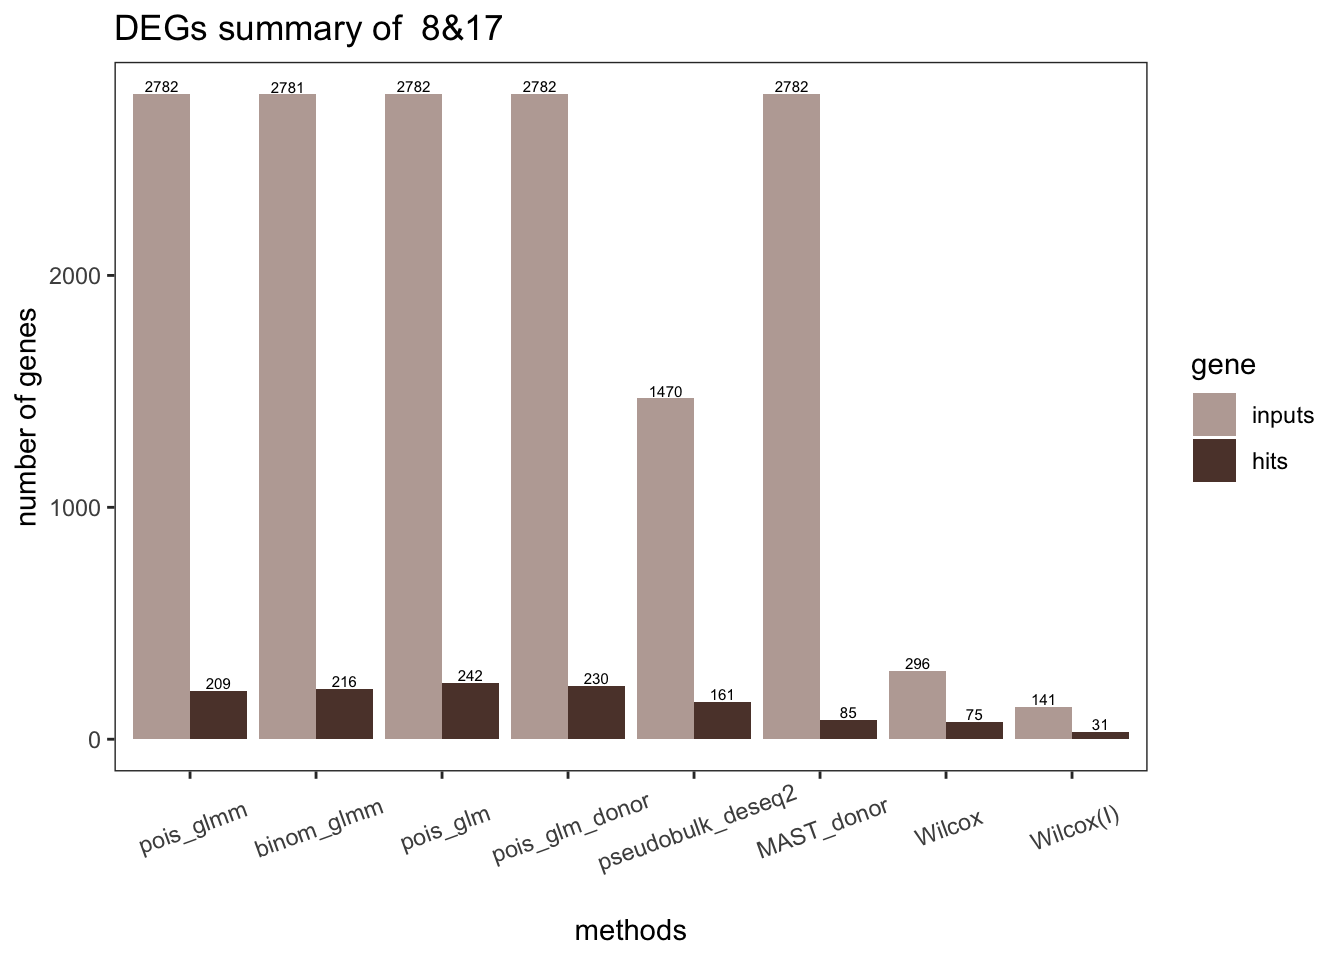 DEGs summary of  8&17
2782
2781
2782
2782
2782
1470
209
216
242
230
161
85
296
75
141
31
2000
1000
0
number of genes
gene
inputs
hits
pois_glmm
binom_glmm
pois_glm
pois_glm_donor
pseudobulk_deseq2
MAST_donor
Wilcox
Wilcox(l)
methods